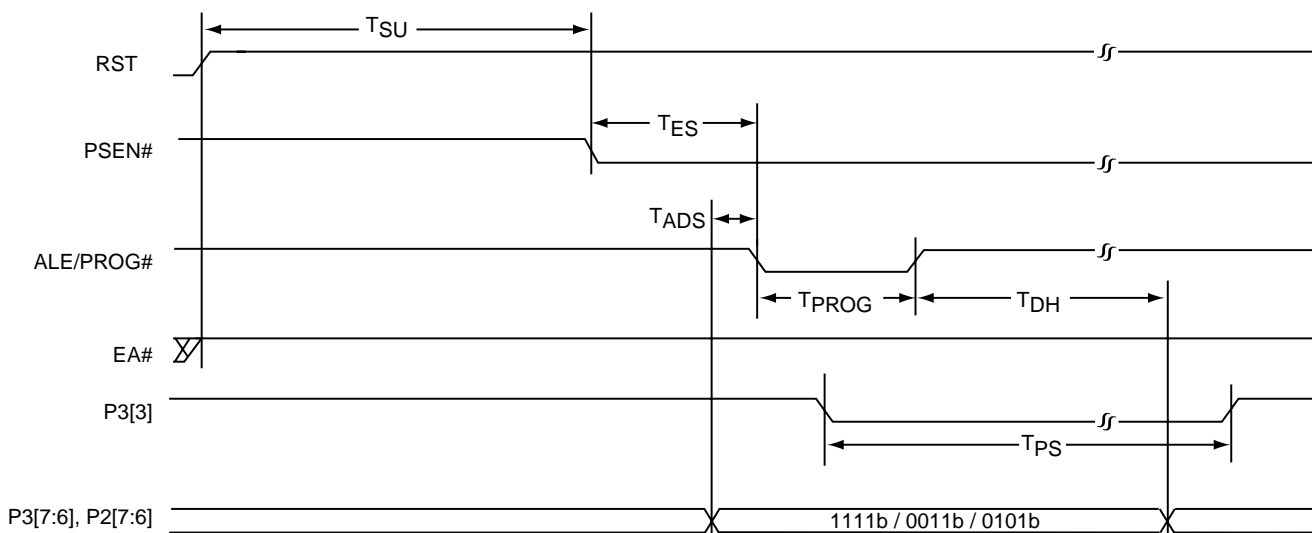 TSU
RST
TES
PSEN#
TADS
ALE/PROG#
TPROG
TDH
EA#
P3[3]
TPS
P3[7:6], P2[7:6]
1111b / 0011b / 0101b